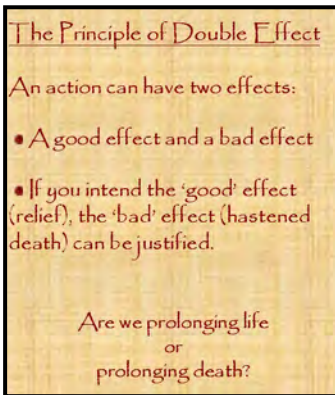 The Principle of Double Effect
An action can have two effects:
• A good effect and a bad effect
• If you intend the 'good' effect
(relief), the 'bad' effect (hastened
death) can be justified.
Are we prolonging life
or
prolonging death?